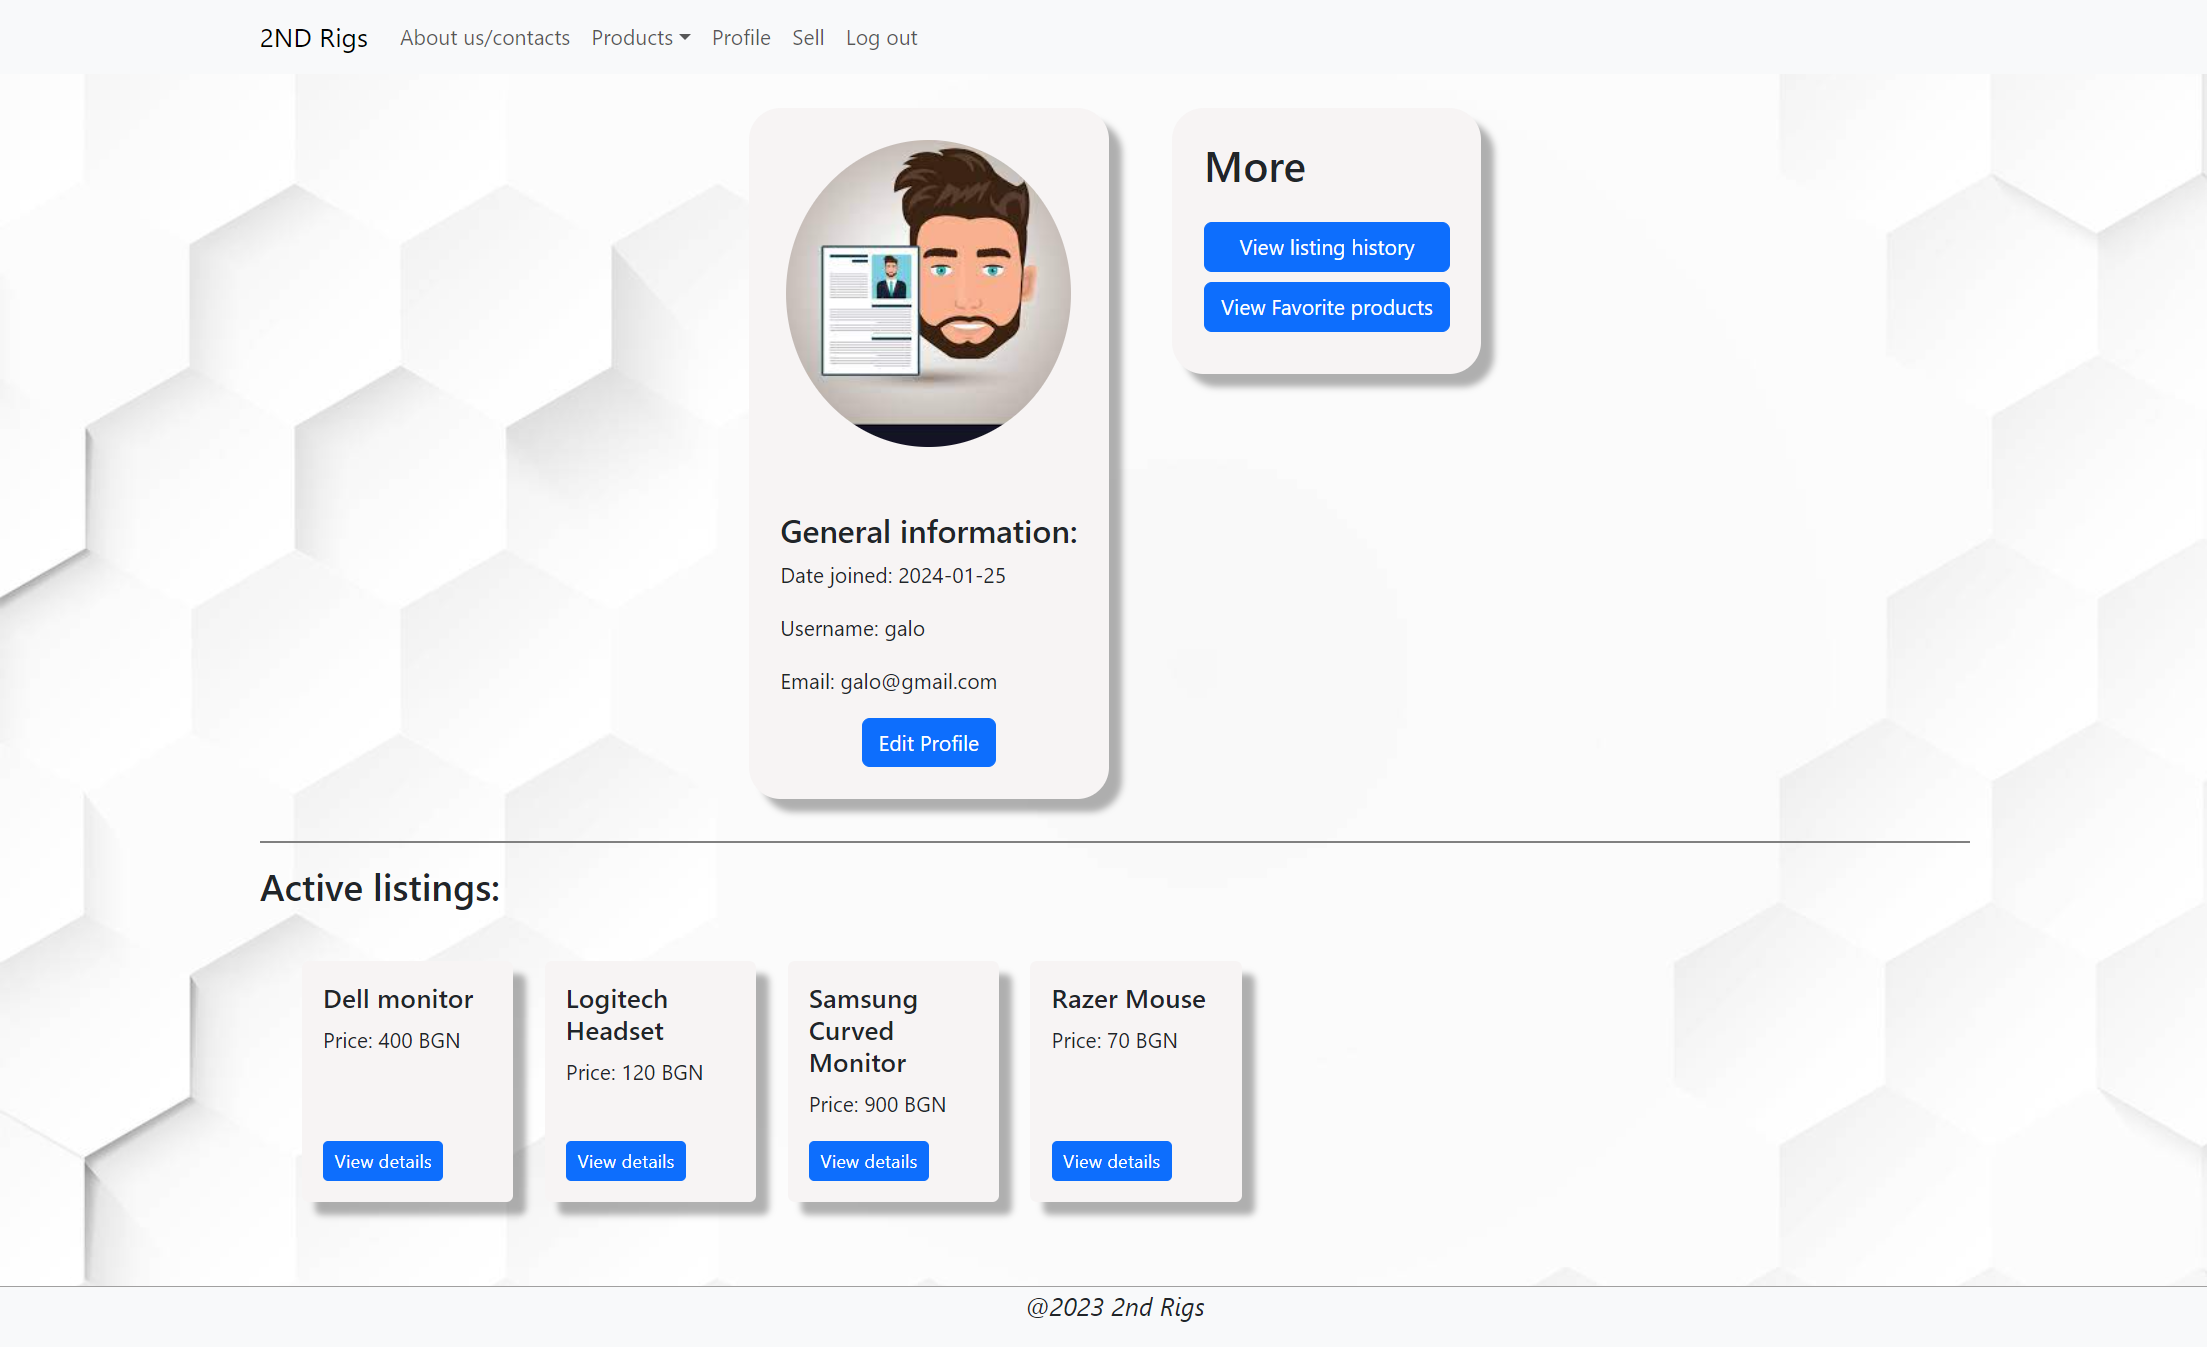 2ND Rigs About us/contacts Products Profile Sell Log out
General information:
Date joined: 2024-01-25
Username: galo
Email: galo@gmail.com
Edit Profile
More
View listing history
View Favorite products
Active listings:
Dell monitor
Price: 400 BGN
View details
Logitech
Headset
Price: 120 BGN
View details
Samsung
Curved
Monitor
Price: 900 BGN
View details
Razer Mouse
Price: 70 BGN
View details
@2023 2nd Rigs